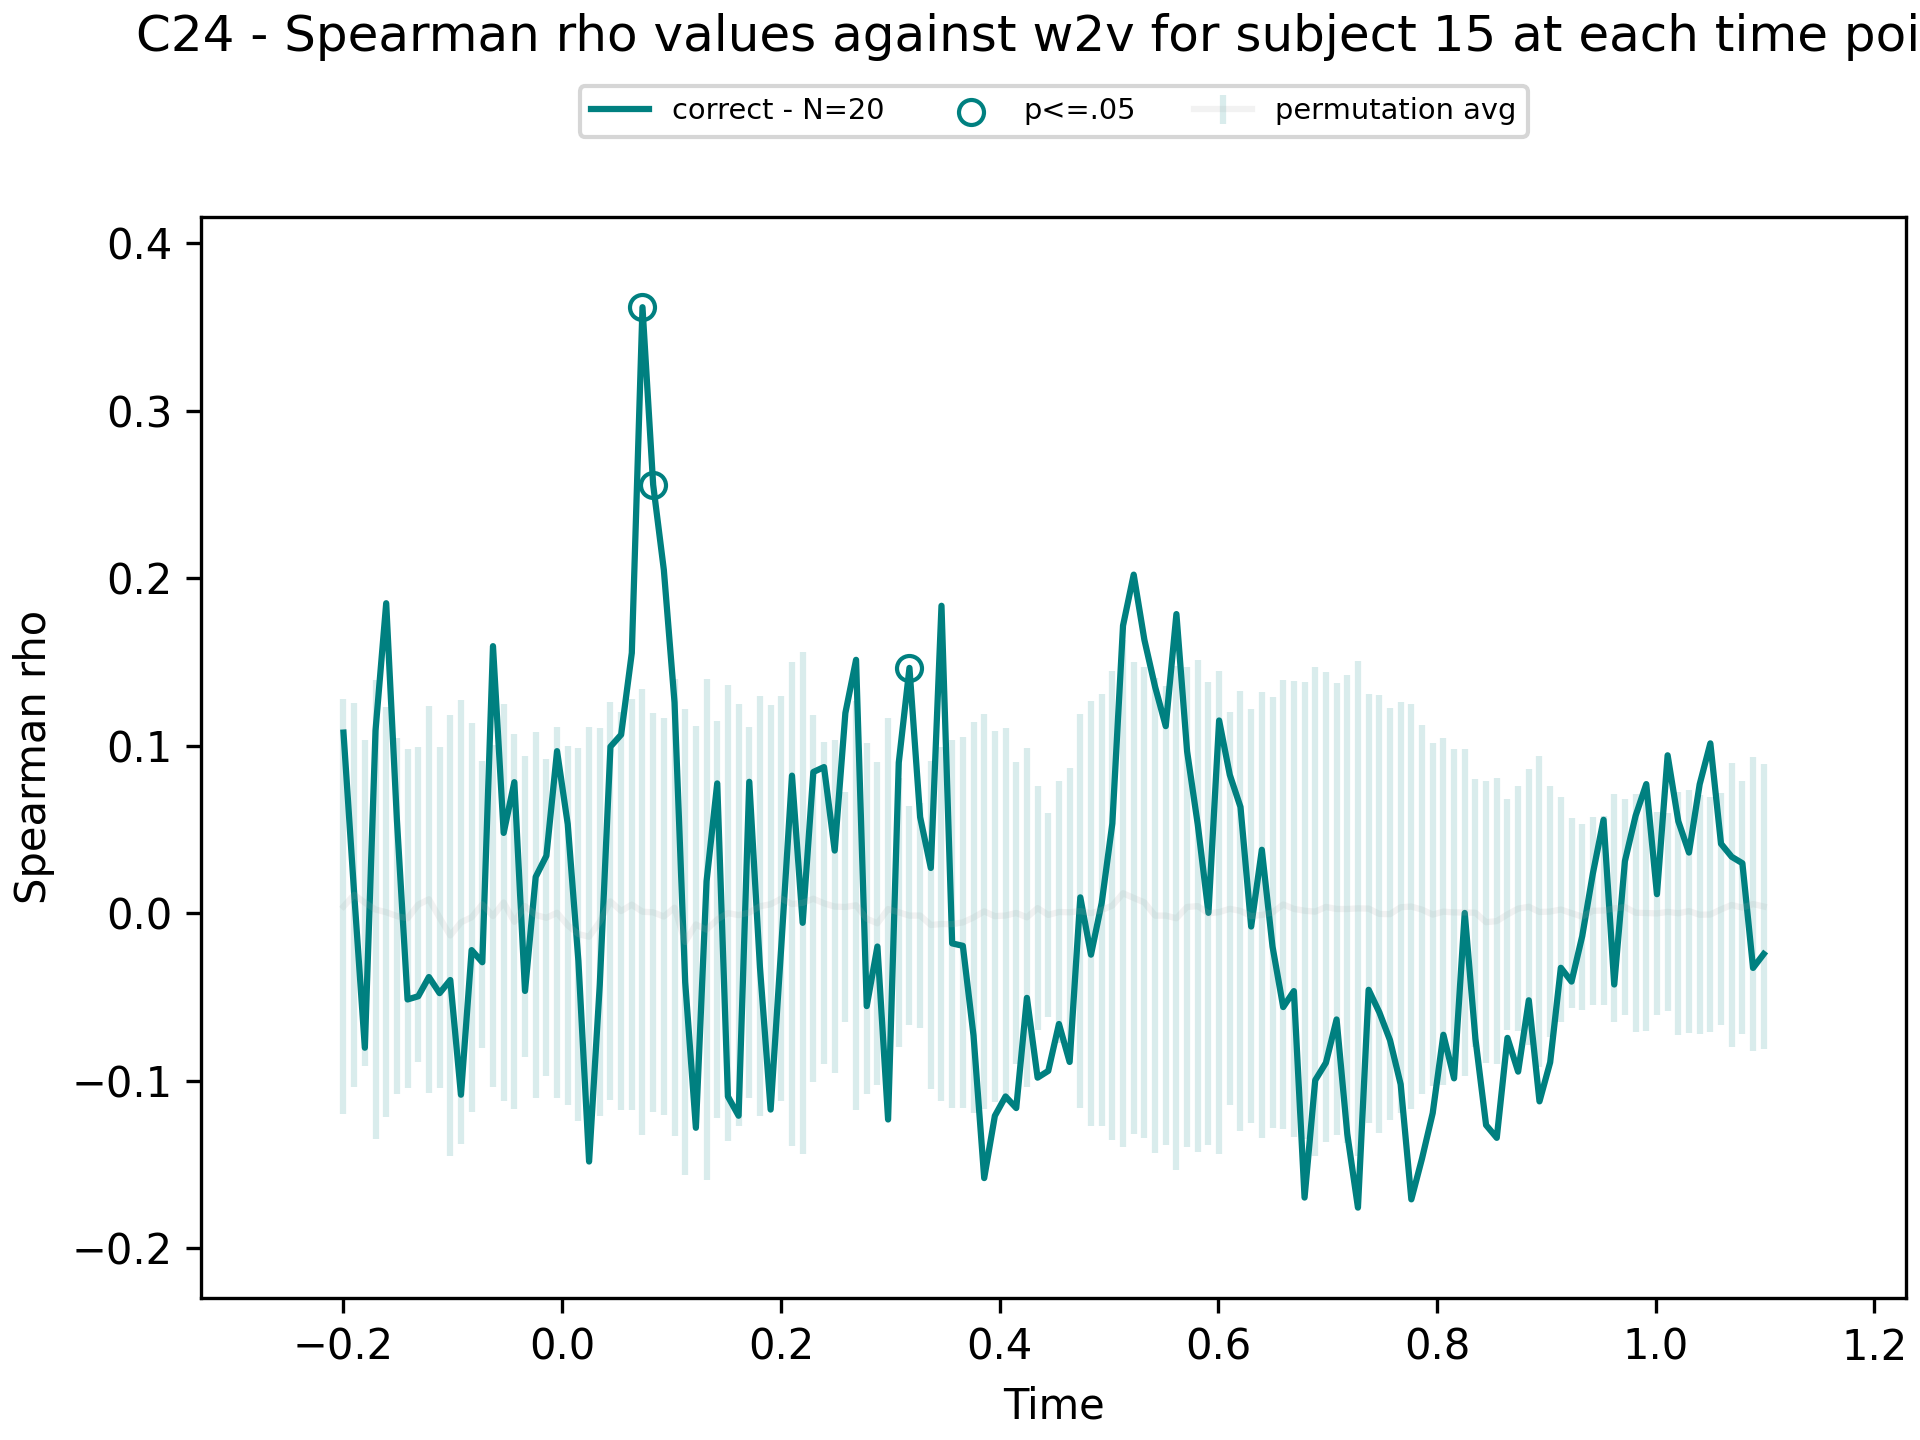 C24 - Spearman rho values against w2v for subject 15 at each time poi
correct - N=20 p<=.05 permutation avg
0.4
0.3
0.2
0.1
0.0
−0.1
−0.2
Spearman rho
−0.2 0.0 0.2 0.4 0.6 0.8 1.0 1.2
Time